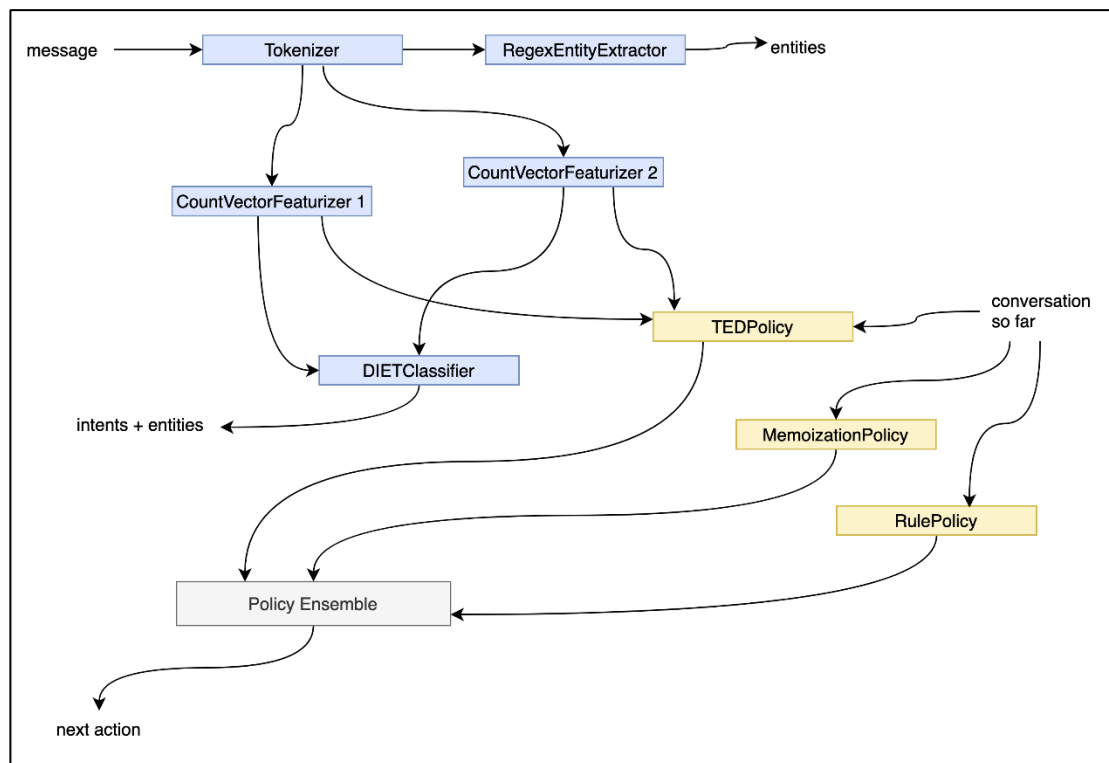 message
Tokenizer
RegexEntityExtractor
entities
CountVectorFeaturizer 2
CountVectorFeaturizer 1
conversation
so far
TEDPolicy
DIETClassifier
intents + entities
MemoizationPolicy
RulePolicy
Policy Ensemble
next action